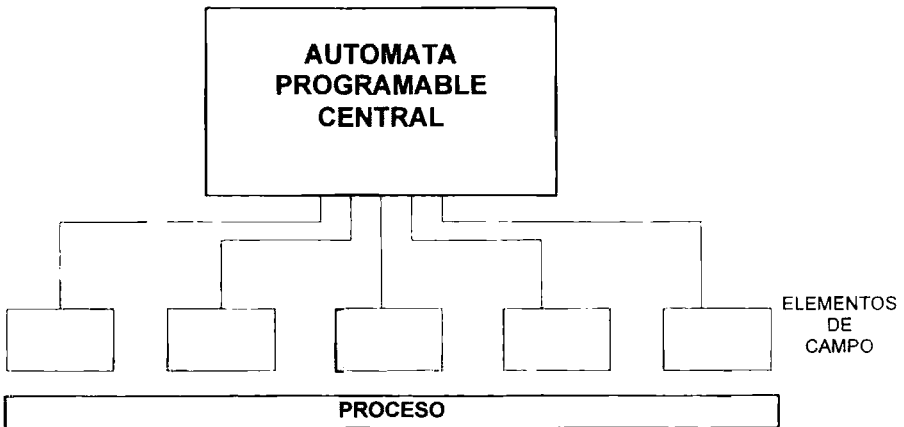 AUTOMATA
PROGRAMABLE
CENTRAL
ELEMENTOS
DE
CAMPO
PROCESO